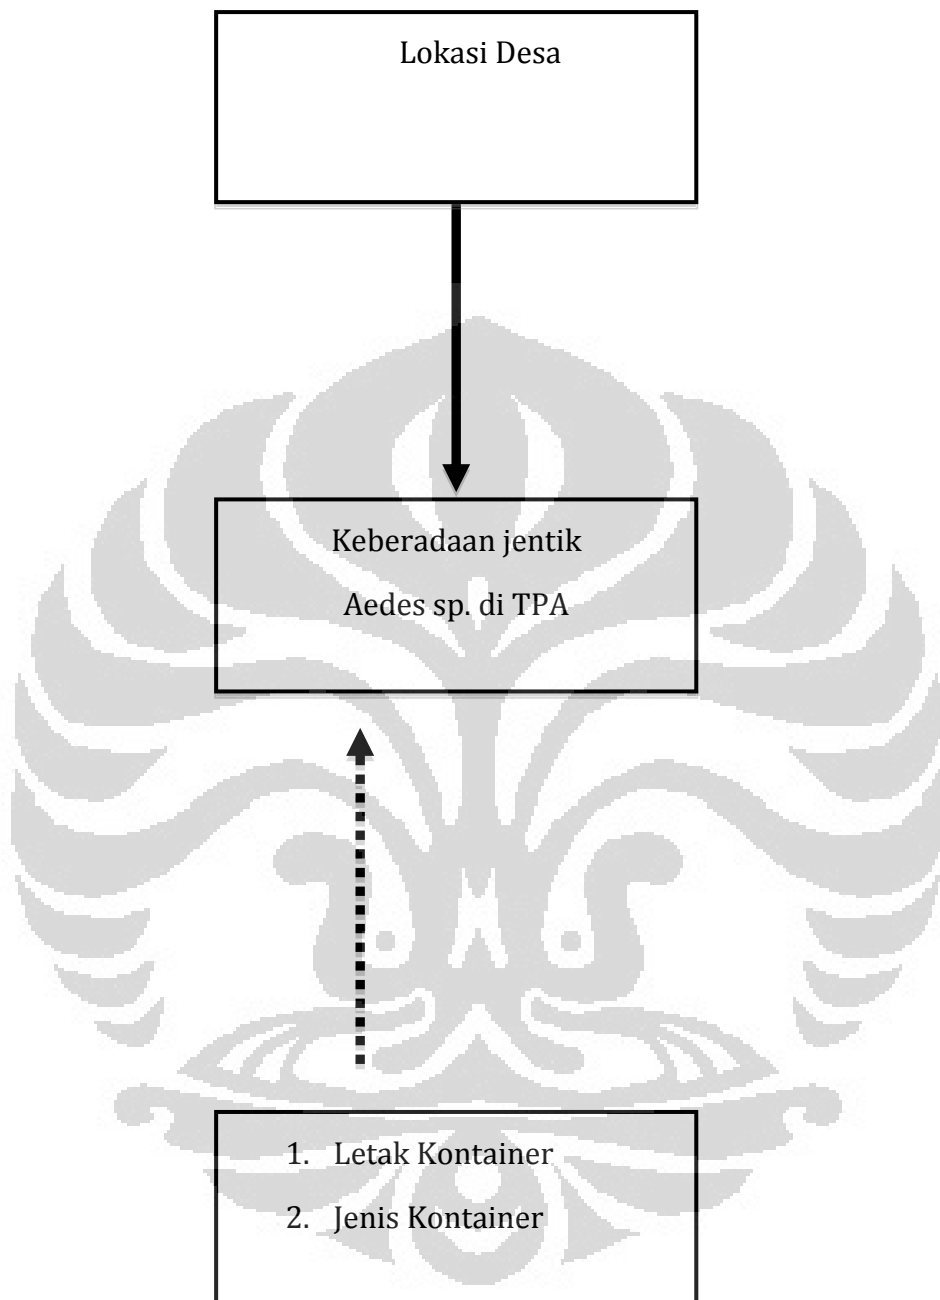 Lokasi Desa
Keberadaan jentik
Aedes sp. di TPA
1. Letak Kontainer
2. Jenis Kontainer